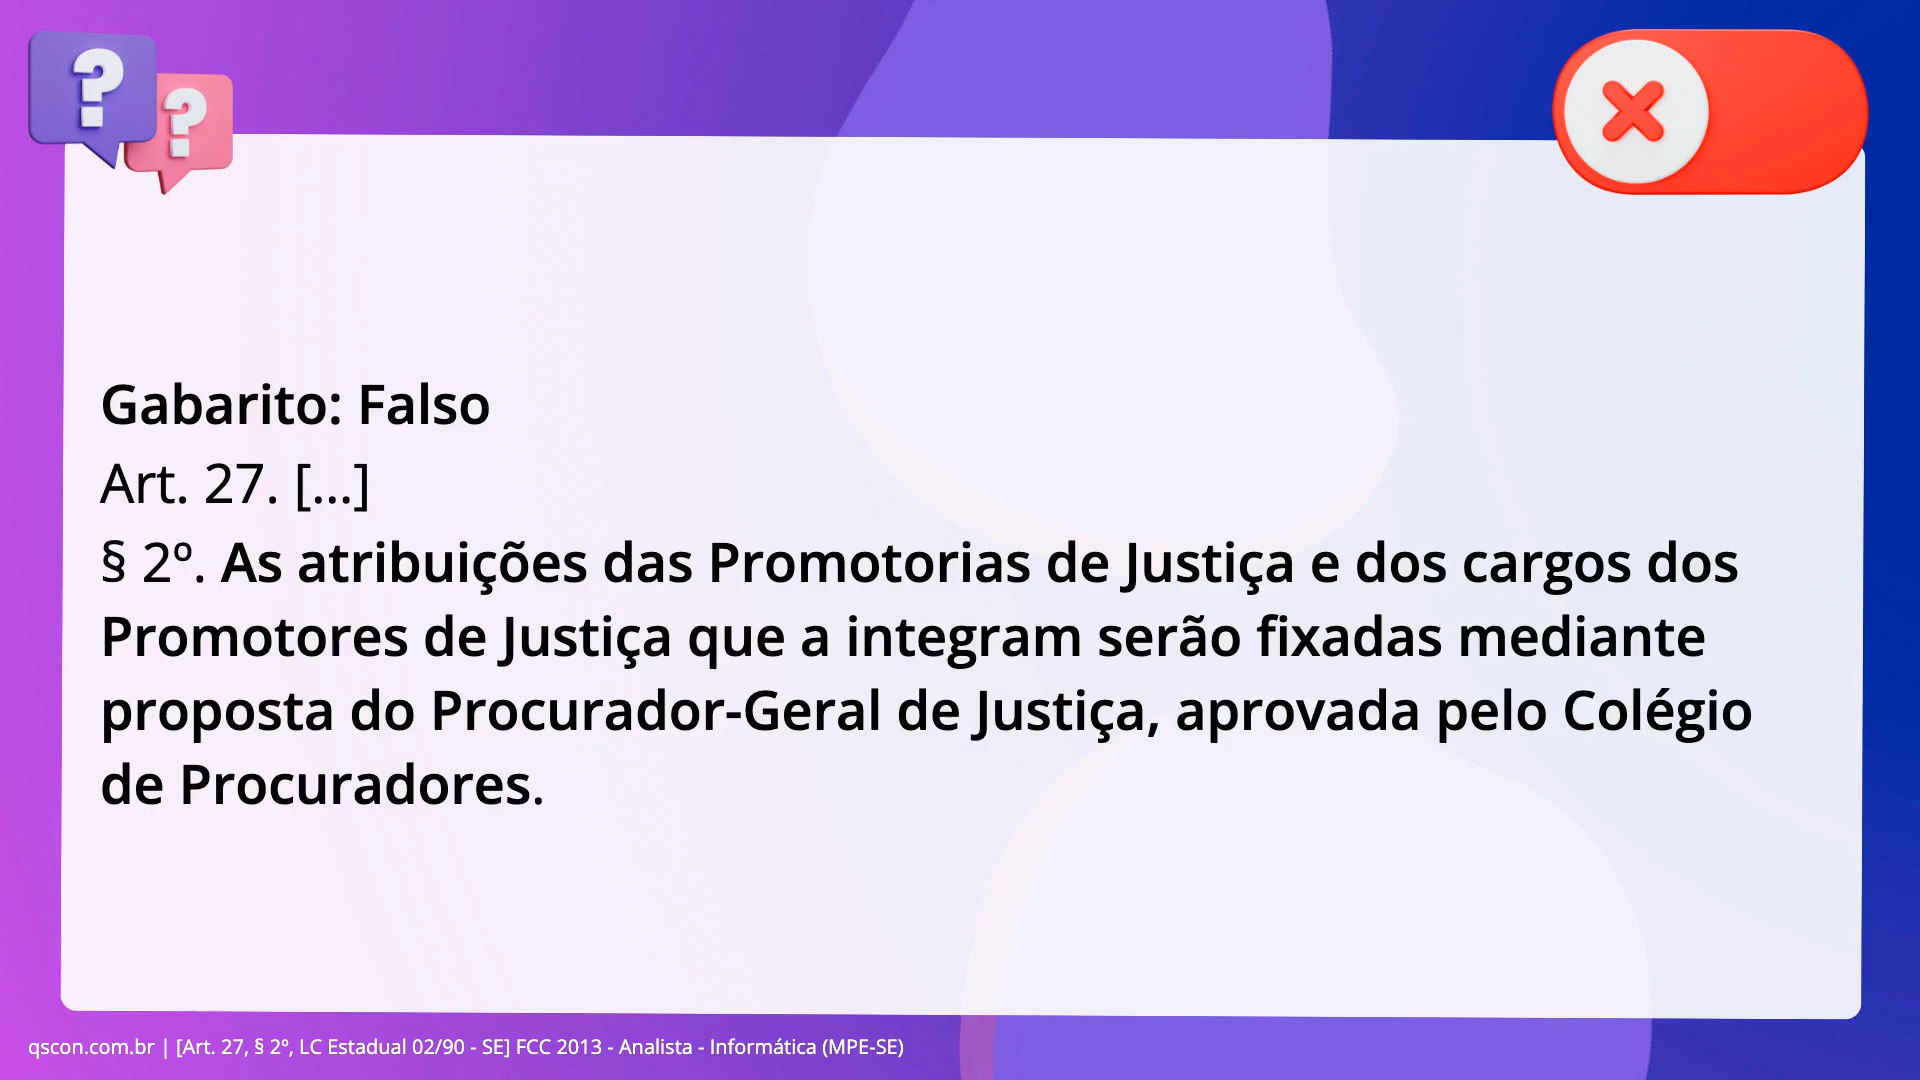 ? ?
Gabarito: Falso
Art. 27. [...]
§ 2º. As atribuições das Promotorias de Justiça e dos cargos dos
Promotores de Justiça que a integram serão fixadas mediante
proposta do Procurador-Geral de Justiça, aprovada pelo Colégio
de Procuradores.
qscon.com.br | [Art. 27, § 2º, LC Estadual 02/90 - SE] FCC 2013 - Analista - Informática (MPE-SE)